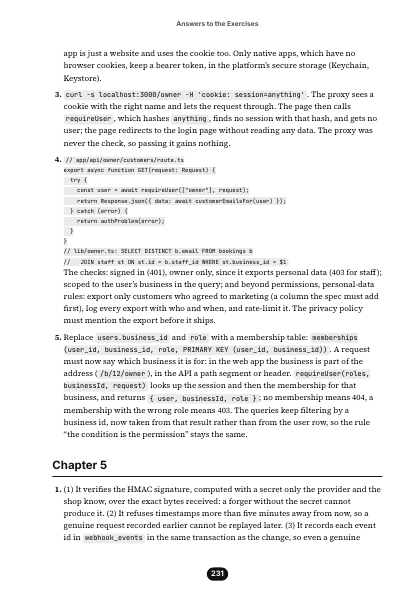 Answers to the Exercises
app is just a website and uses the cookie too. Only native apps, which have no
browser cookies, keep a bearer token, in the platform's secure storage (Keychain,
Keystore).
3. curl -s localhost:3000/owner -H 'cookie: session=anything' . The proxy sees a
cookie with the right name and lets the request through. The page then calls
requireUser , which hashes anything , finds no session with that hash, and gets no
user; the page redirects to the login page without reading any data. The proxy was
never the check, so passing it gains nothing.
4. // app/api/owner/customers/route.ts
export async function GET(request: Request) {
try {
const user = await requireUser(["owner"], request);
return Response.json({ data: await customerEmailsFor(user) });
} catch (error) {
return authProblem(error);
}
}
// lib/owner.ts: SELECT DISTINCT b.email FROM bookings b
// JOIN staff st ON st.id = b.staff_id WHERE st.business_id = $1
The checks: signed in (401), owner only, since it exports personal data (403 for staff);
scoped to the user's business in the query; and beyond permissions, personal-data
rules: export only customers who agreed to marketing (a column the spec must add
first), log every export with who and when, and rate-limit it. The privacy policy
must mention the export before it ships.
5. Replace users.business_id and role with a membership table: memberships
(user_id, business_id, role, PRIMARY KEY (user_id, business_id)) . A request
must now say which business it is for: in the web app the business is part of the
address ( /b/12/owner ), in the API a path segment or header. requireUser(roles,
businessId, request) looks up the session and then the membership for that
business, and returns { user, businessId, role } ; no membership means 404, a
membership with the wrong role means 403. The queries keep filtering by a
business id, now taken from that result rather than from the user row, so the rule
"the condition is the permission" stays the same.
Chapter 5
1. (1) It verifies the HMAC signature, computed with a secret only the provider and the
shop know, over the exact bytes received: a forger without the secret cannot
produce it. (2) It refuses timestamps more than five minutes away from now, so a
genuine request recorded earlier cannot be replayed later. (3) It records each event
id in webhook_events in the same transaction as the change, so even a genuine
231